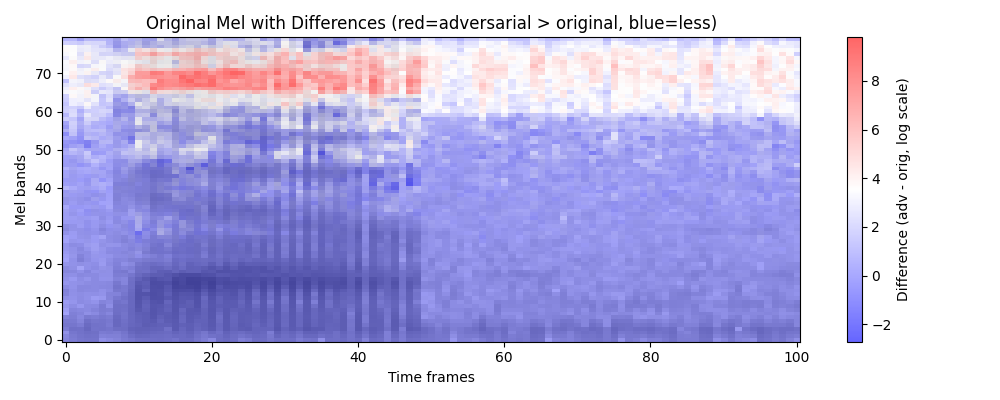 Original Mel with Differences (red=adversarial > original, blue=less)
Mel bands
70
60
50
40
30
20
10
0
0 20 40 60 80 100
Time frames
8
6
4
2
0
−2
Difference (adv - orig, log scale)